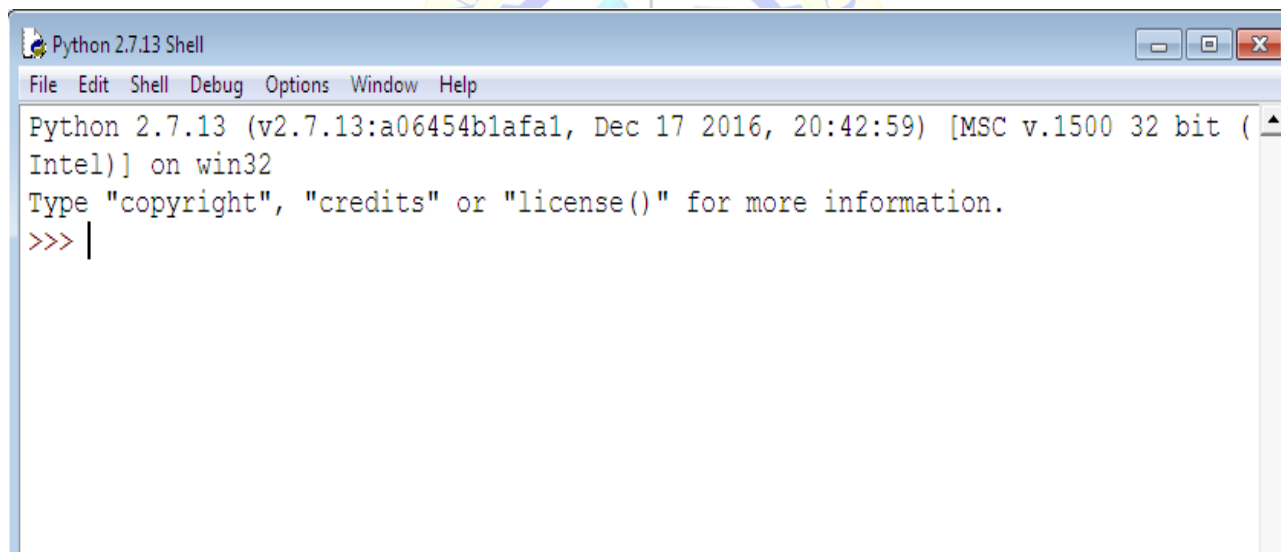 Python 2.7.13 Shell
File Edit Shell Debug Options Window Help
Python 2.7.13 (v2.7.13:a06454b1afa1, Dec 17 2016, 20:42:59) [MSC v.1500 32 bit (
Intel)] on win32
Type "copyright", "credits" or "license()" for more information.
>>>